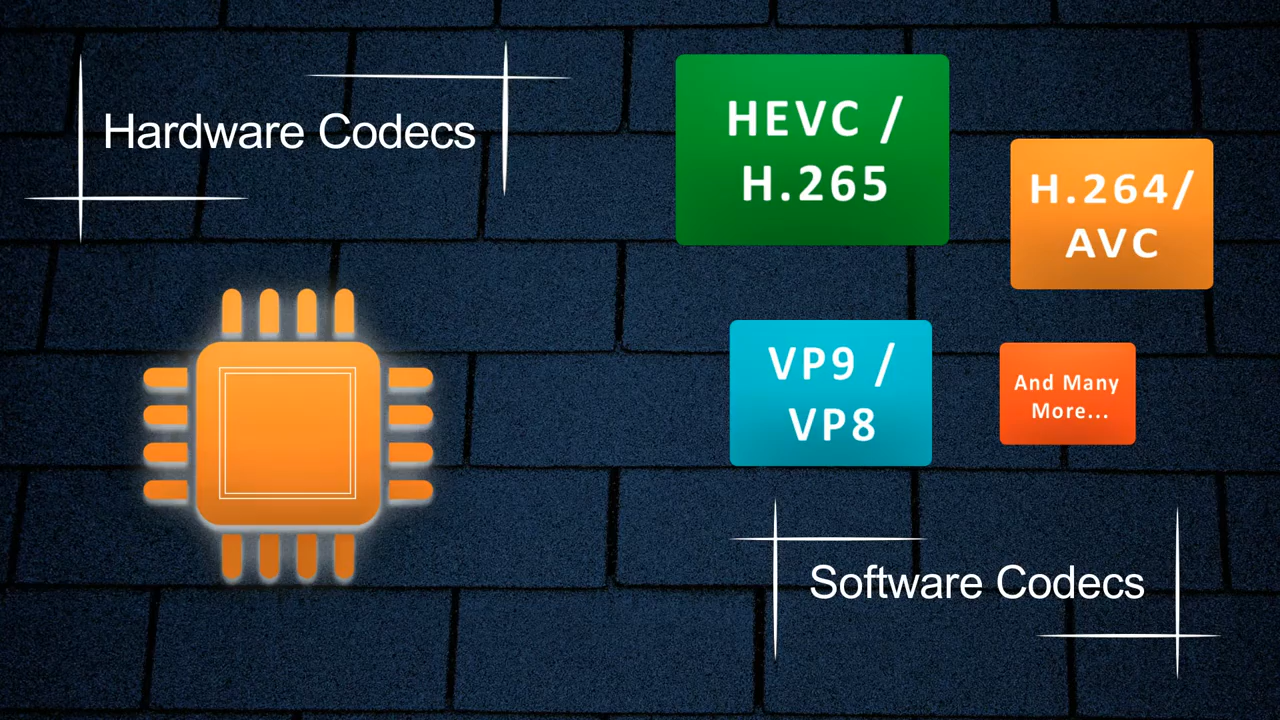 Hardware Codecs
HEVC /
H.265
H.264/
AVC
VP9 /
VP8
And Many
More...
Software Codecs